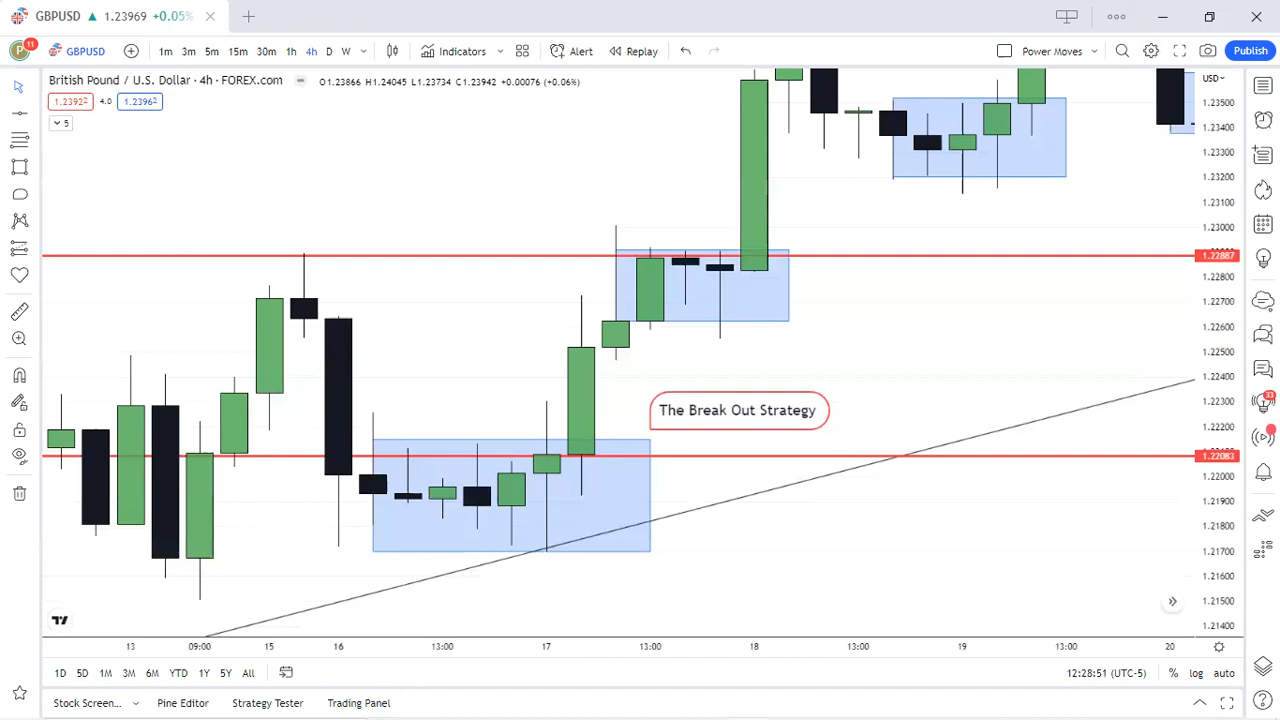 GBPUSD ▲ 1.23969 +0.05%
P 11 GBPUSD 1m 3m 5m 15m 30m 1h 4h D W Indicators Alert Replay Power Moves Publish
British Pound / U.S. Dollar · 4h · FOREX.com O1.23866 H1.24045 L1.23734 C1.23942 +0.00076 (+0.06%)
1.23922 4.0 1.23962
5
USD
1.23500
1.23400
1.23300
1.23200
1.23100
1.23000
1.22887
1.22800
1.22700
1.22600
1.22500
1.22400
1.22300
1.22200
1.22083
1.22000
1.21900
1.21800
1.21700
1.21600
1.21500
1.21400
The Break Out Strategy
33
13 09:00 15 16 13:00 17 13:00 18 13:00 19 13:00 20
1D 5D 1M 3M 6M YTD 1Y 5Y All 12:28:51 (UTC-5) % log auto
Stock Screen... Pine Editor Strategy Tester Trading Panel